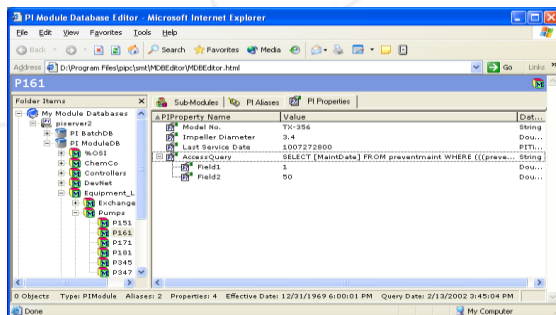 PI Module Database Editor - Microsoft Internet Explorer
File Edit View Favorites Tools Help
Back Search Favorites Media
Address D:\Program Files\pipc\smt\MDBEditor\MDBEditor.html Go Links »
P161
Folder Items × Sub-Modules PI Aliases PI Properties
My Module Databases
piserver2
PI BatchDB
PI ModuleDB
%OSI
ChemCo
Controllers
DevNet
Equipment_L
Exchange
Pumps
P151
P161
P171
P181
P345
P347
PIProperty Name Value Dat...
Model No. TX-356 String
Impeller Diameter 3.4 Dou...
Last Service Date 1007272800 PITi...
AccessQuery SELECT [MaintDate] FROM preventmaint WHERE (((preve... String
Field1 1 Dou...
Field2 50 Dou...
0 Objects Type: PIModule Aliases: 2 Properties: 4 Effective Date: 12/31/1969 6:00:01 PM Query Date: 2/13/2002 3:45:04 PM
Done My Computer